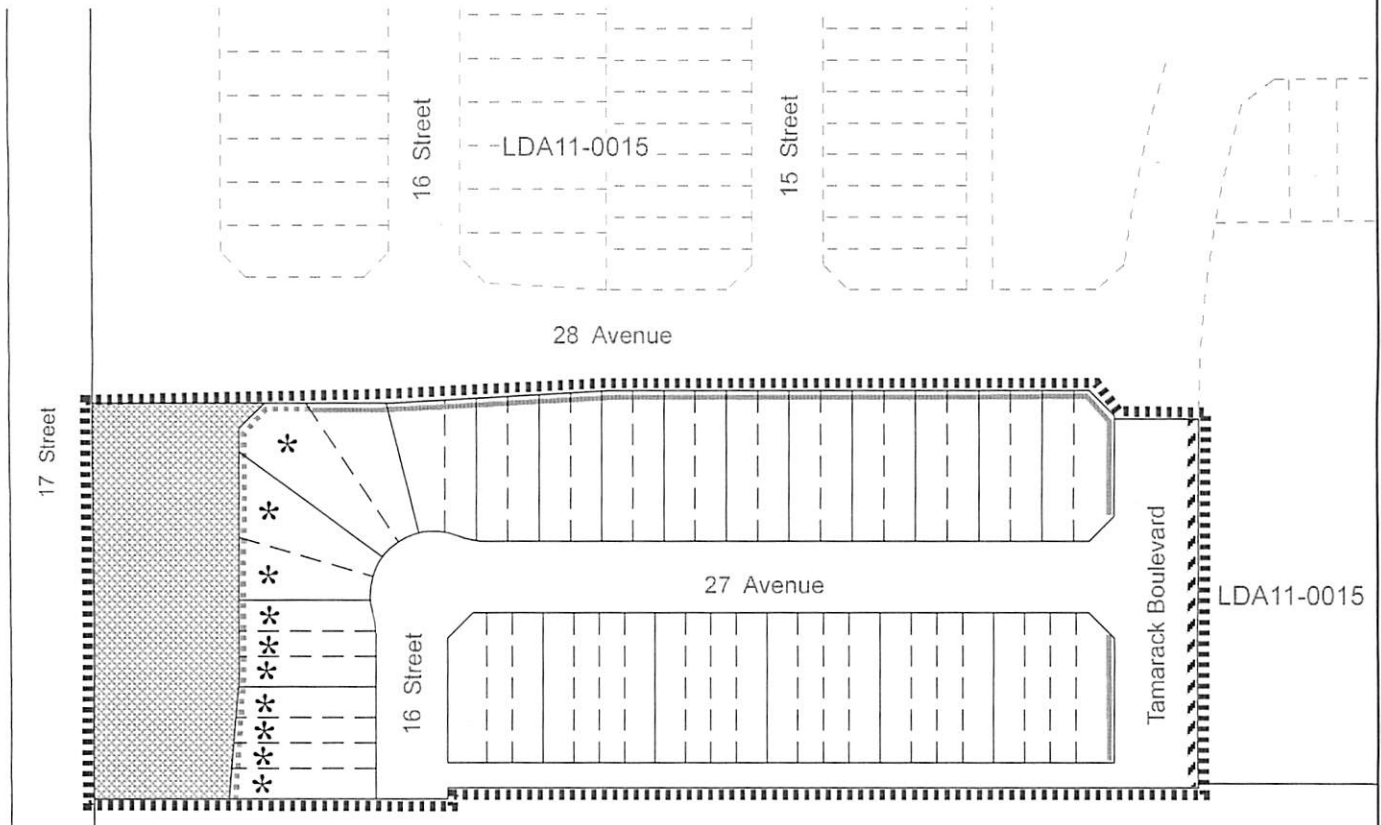 16 Street
LDA11-0015
15 Street
28 Avenue
17 Street
*
*
*
27 Avenue
Tamarack Boulevard
LDA11-0015
*
*
*
16 Street
*
*
*
*